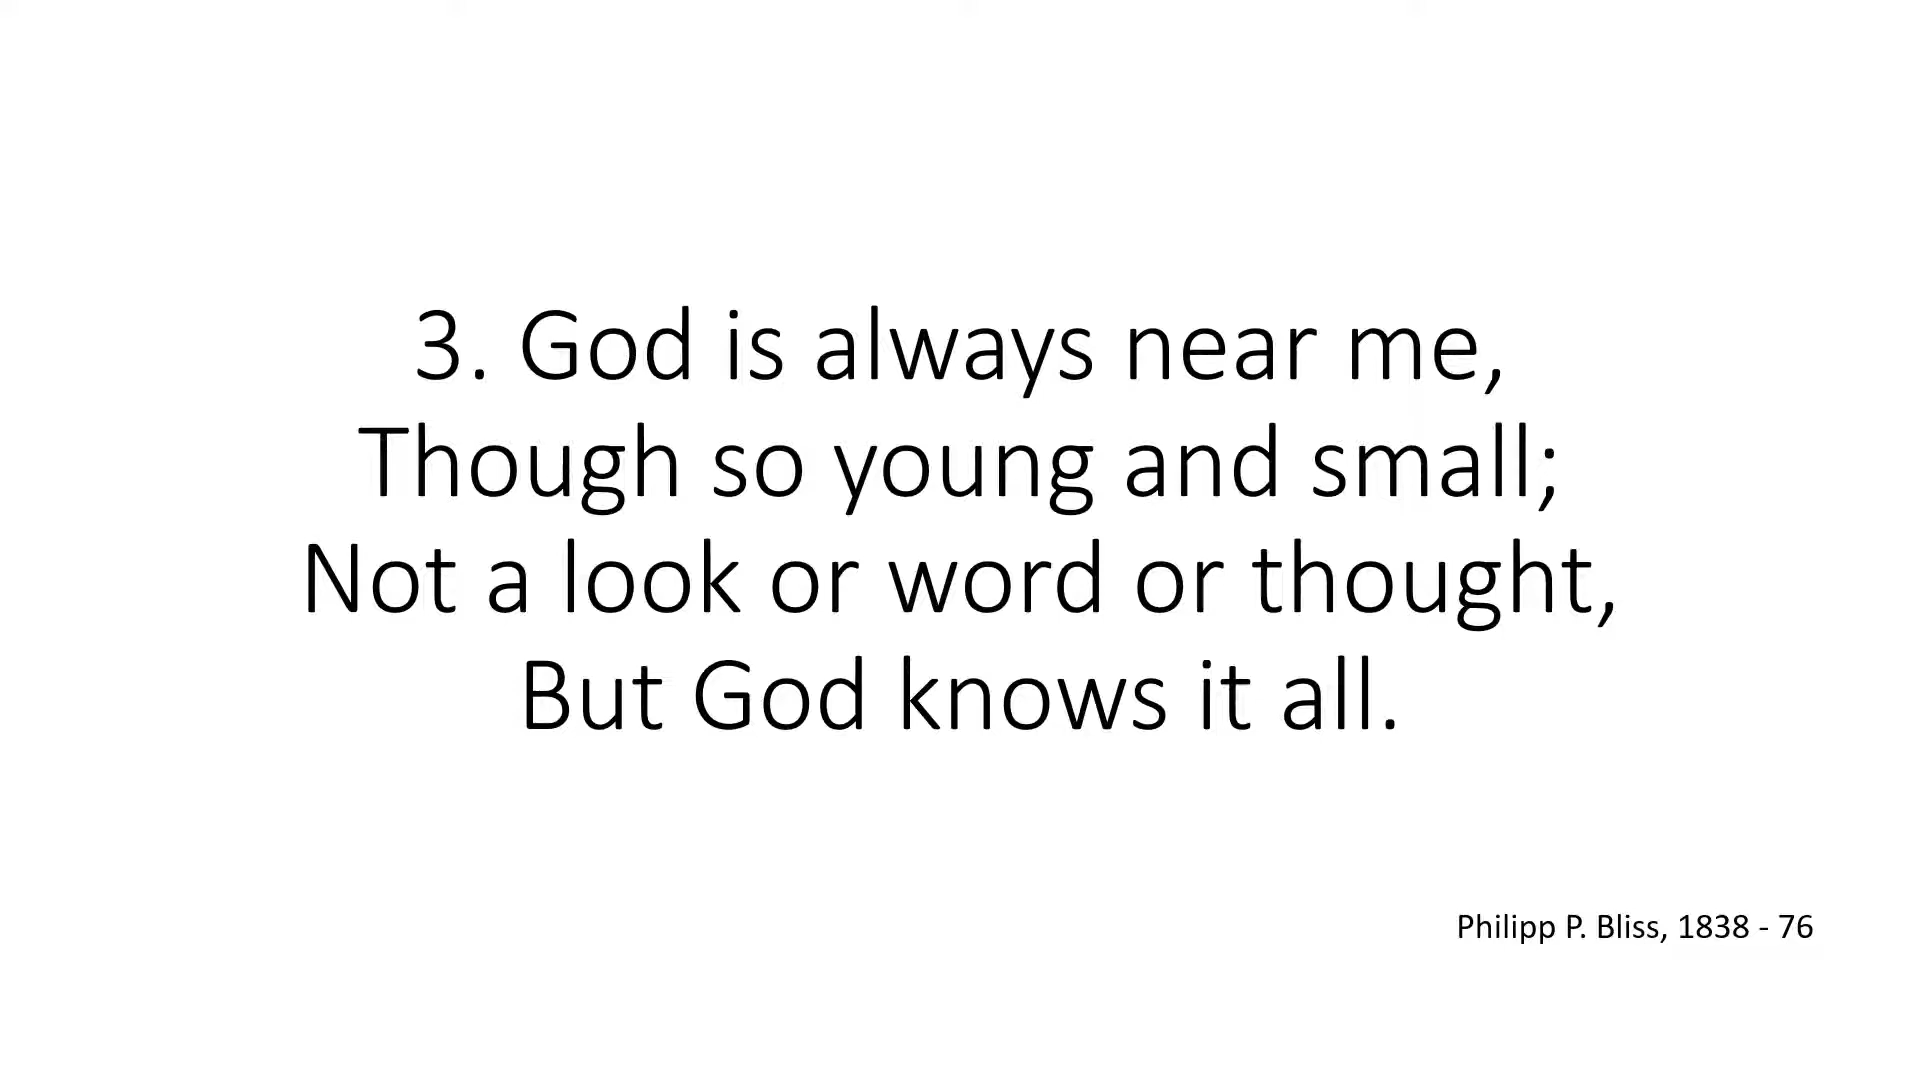 3. God is always near me,
Though so young and small;
Not a look or word or thought,
But God knows it all.
Philipp P. Bliss, 1838 - 76